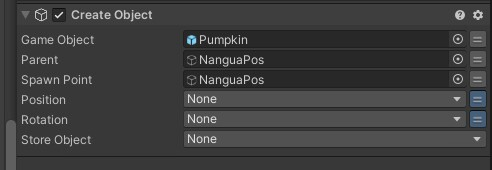 Create Object
Game Object Pumpkin
Parent NanguaPos
Spawn Point NanguaPos
Position None
Rotation None
Store Object None